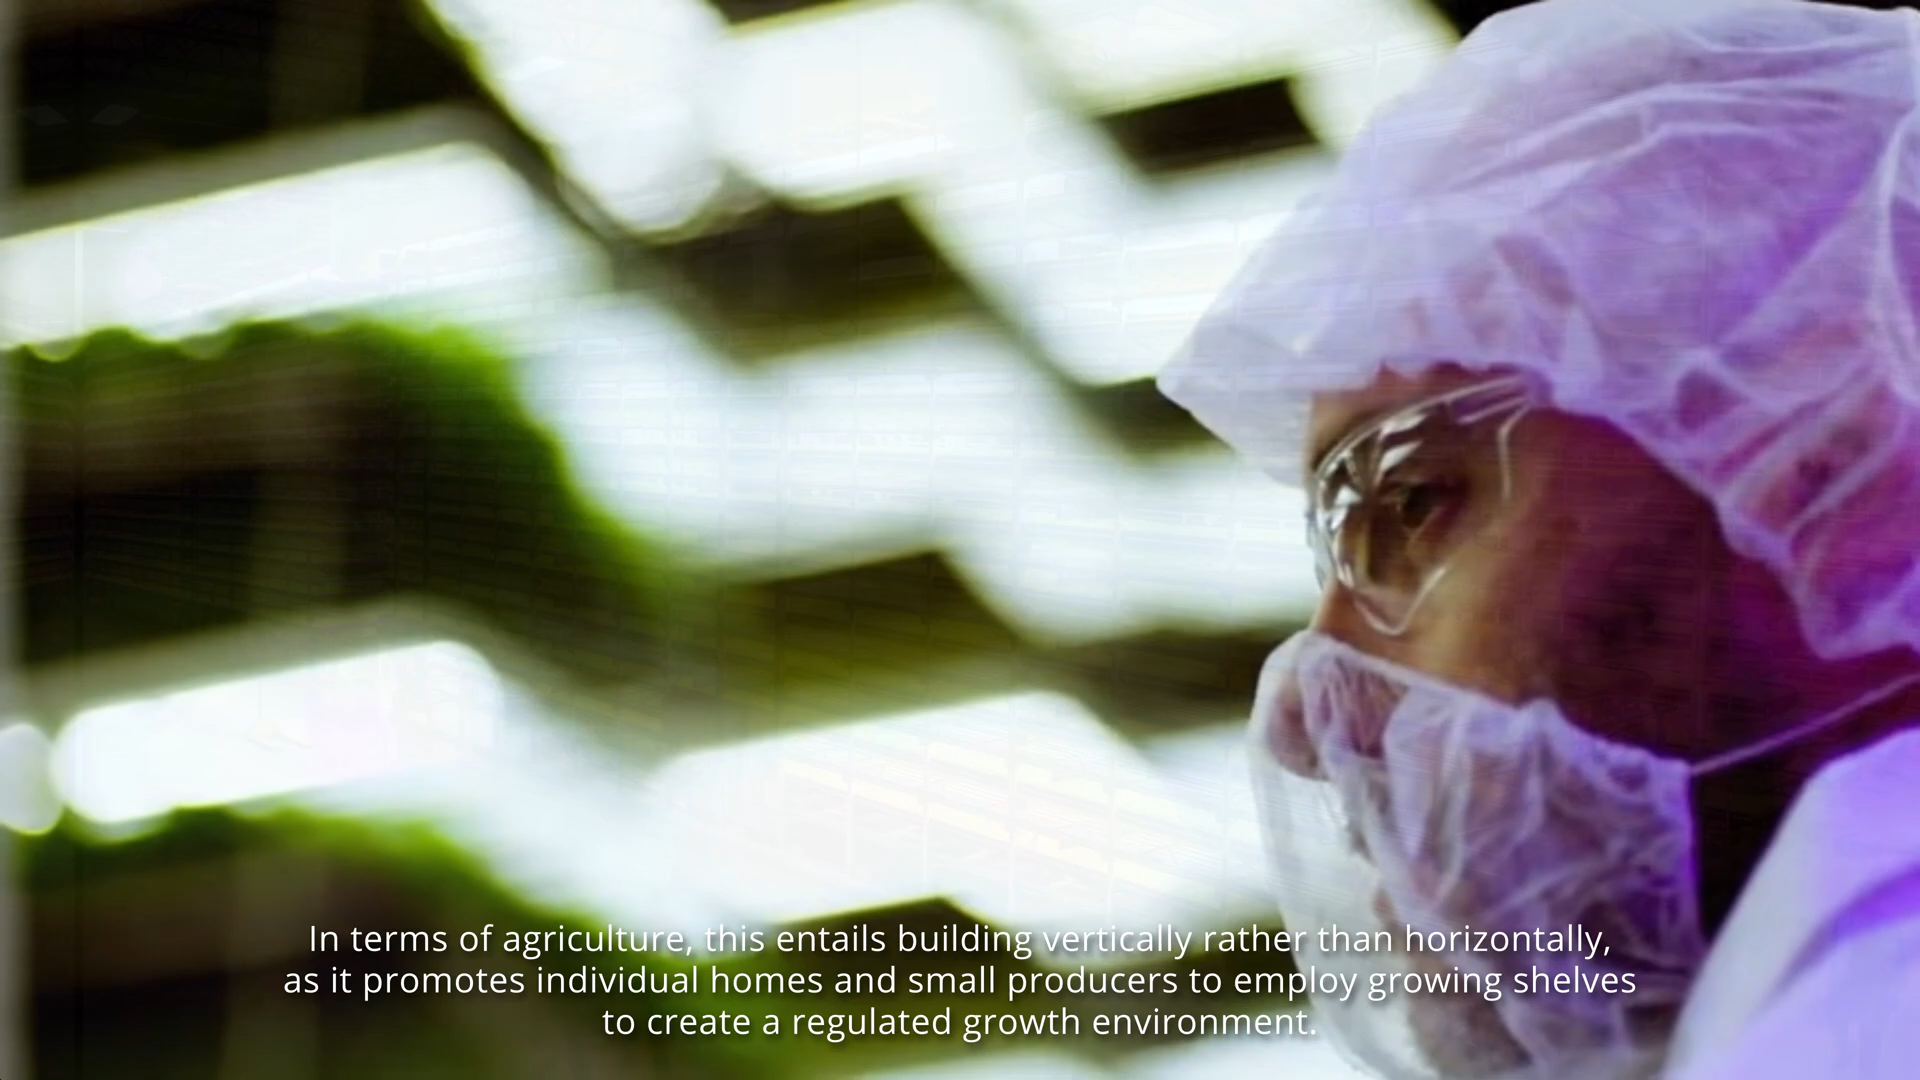 In terms of agriculture, this entails building vertically rather than horizontally,
as it promotes individual homes and small producers to employ growing shelves
to create a regulated growth environment.